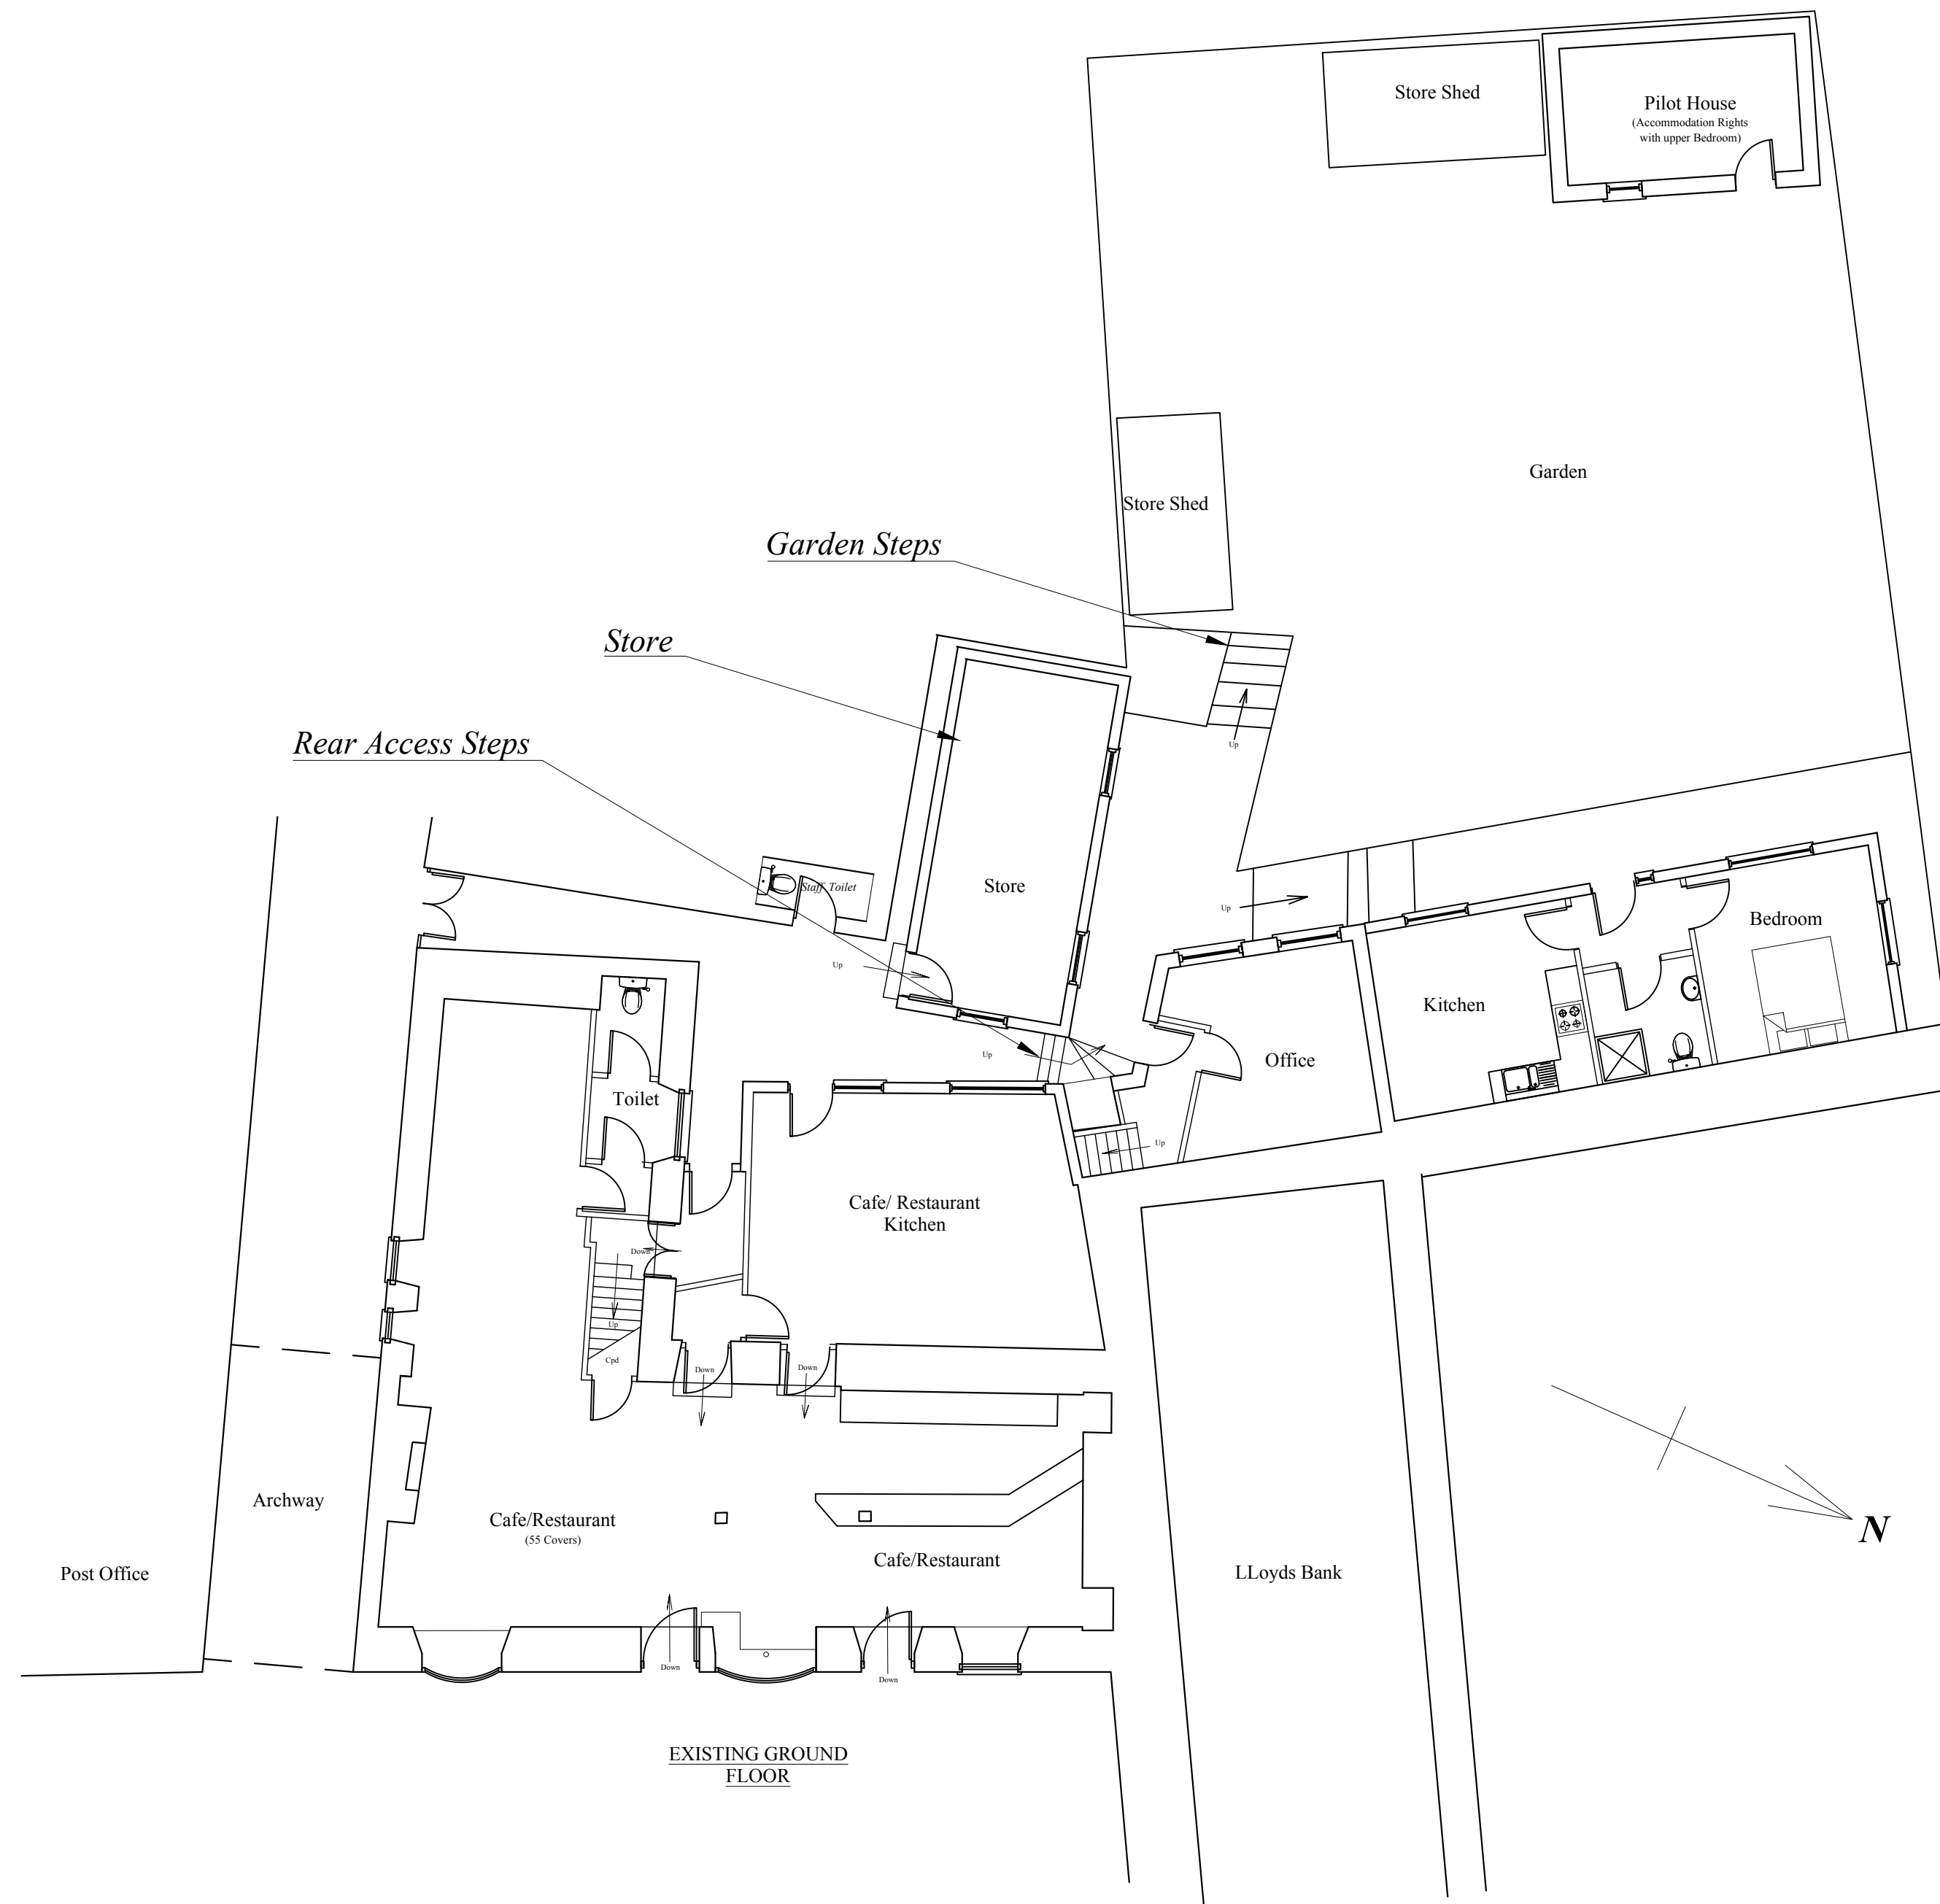 Store Shed
Pilot House
(Accommodation Rights
with upper Bedroom)
Garden
Store Shed
Garden Steps
Store
Rear Access Steps
Up
Staff Toilet
Store
Up
Up
Bedroom
Kitchen
Up
Office
Up
Toilet
Up
Cafe/ Restaurant
Kitchen
Down
Up
Cpd
Down
Down
Archway
Cafe/Restaurant
(55 Covers)
Cafe/Restaurant
Post Office
LLoyds Bank
N
Down
Down
EXISTING GROUND
FLOOR